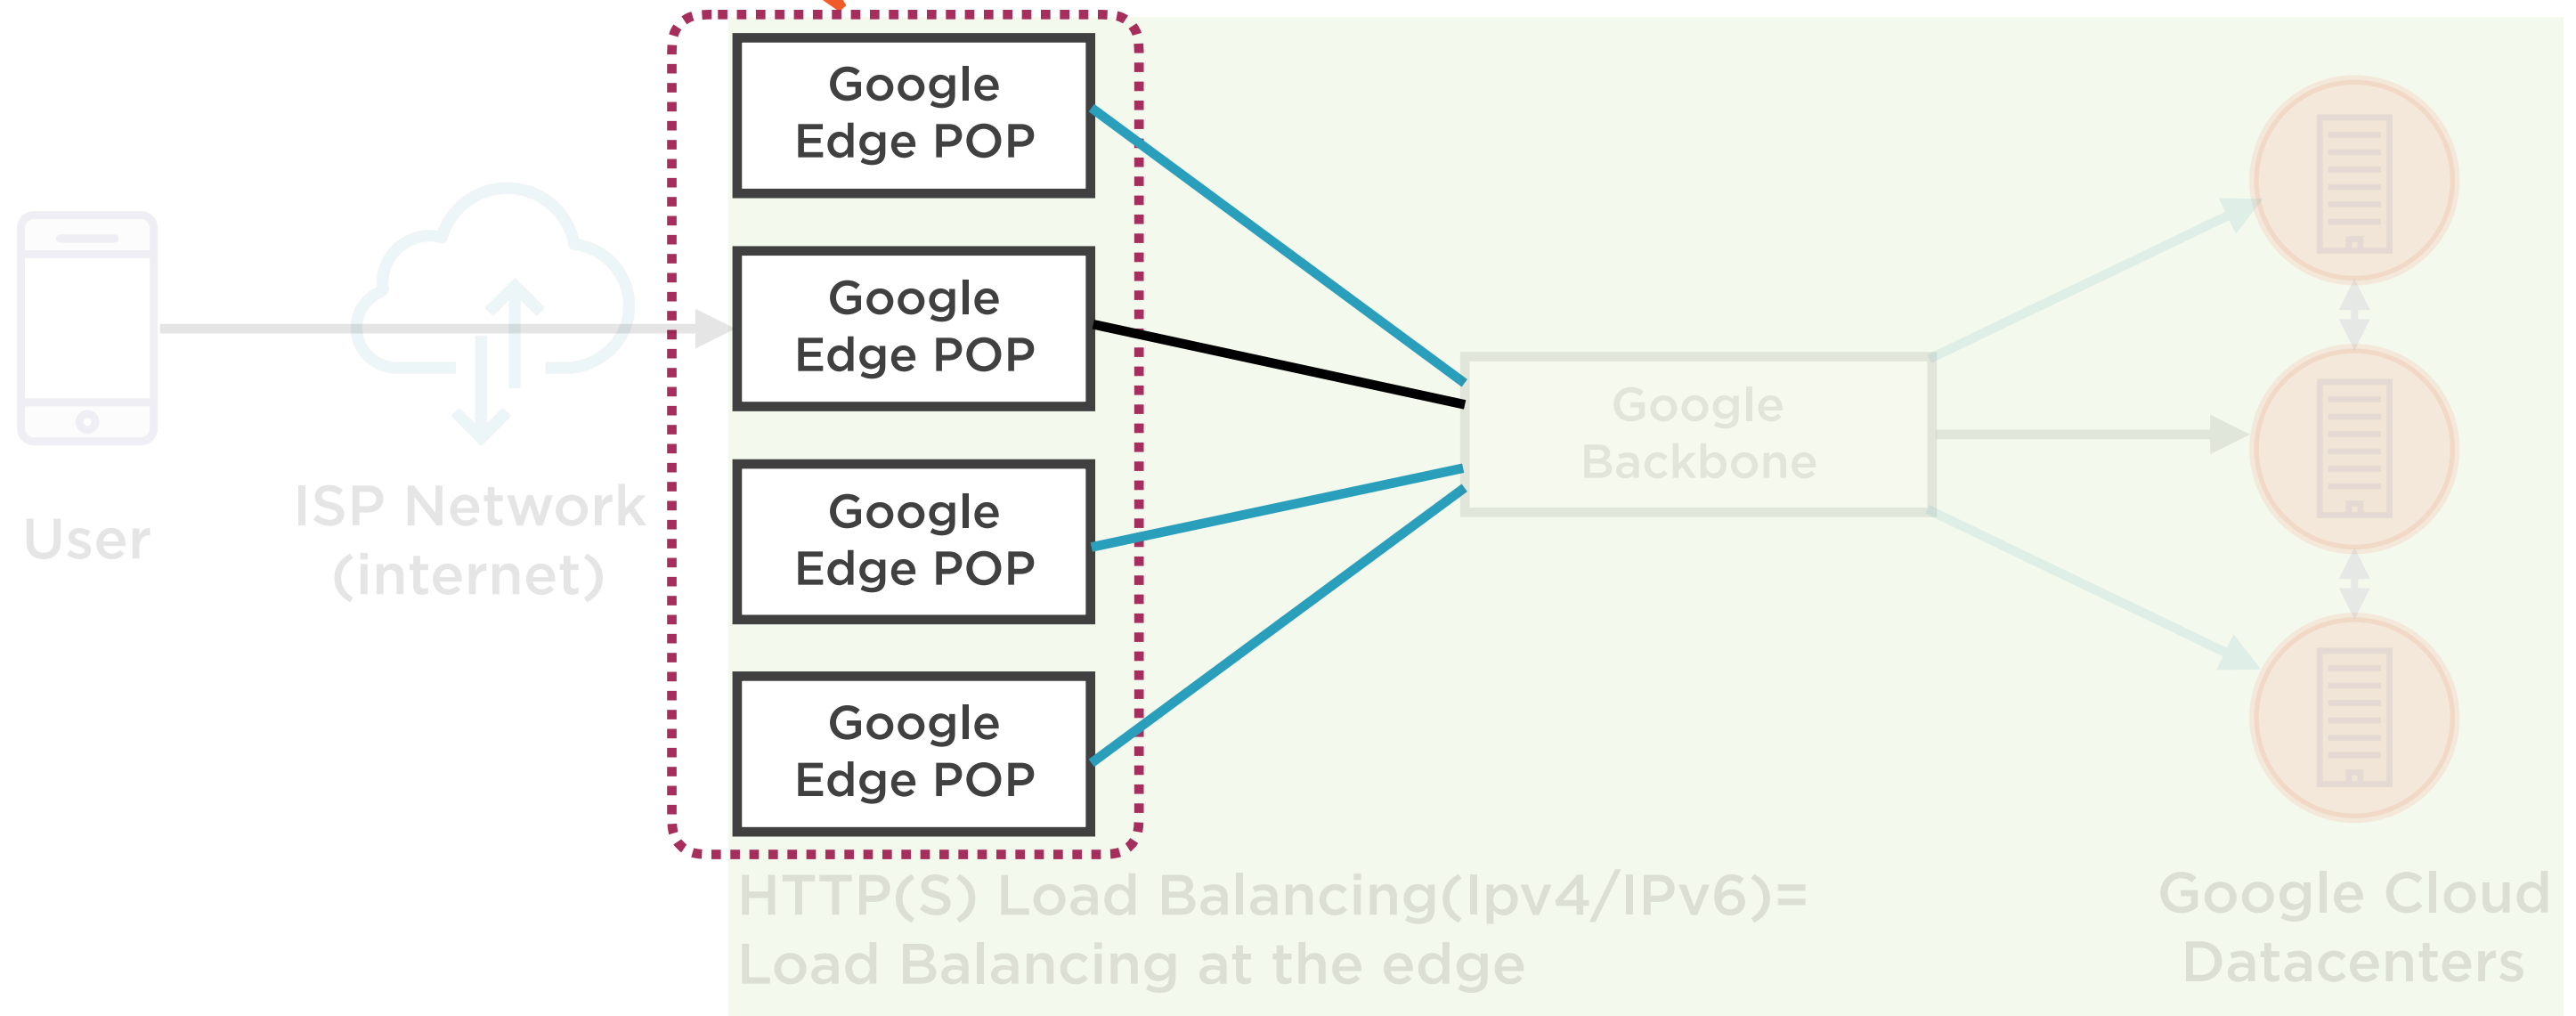 Google
Edge POP
Google
Edge POP
Google
Edge POP
Google
Edge POP
User
ISP Network
(internet)
Google
Backbone
HTTP(S) Load Balancing(Ipv4/IPv6)=
Load Balancing at the edge
Google Cloud
Datacenters